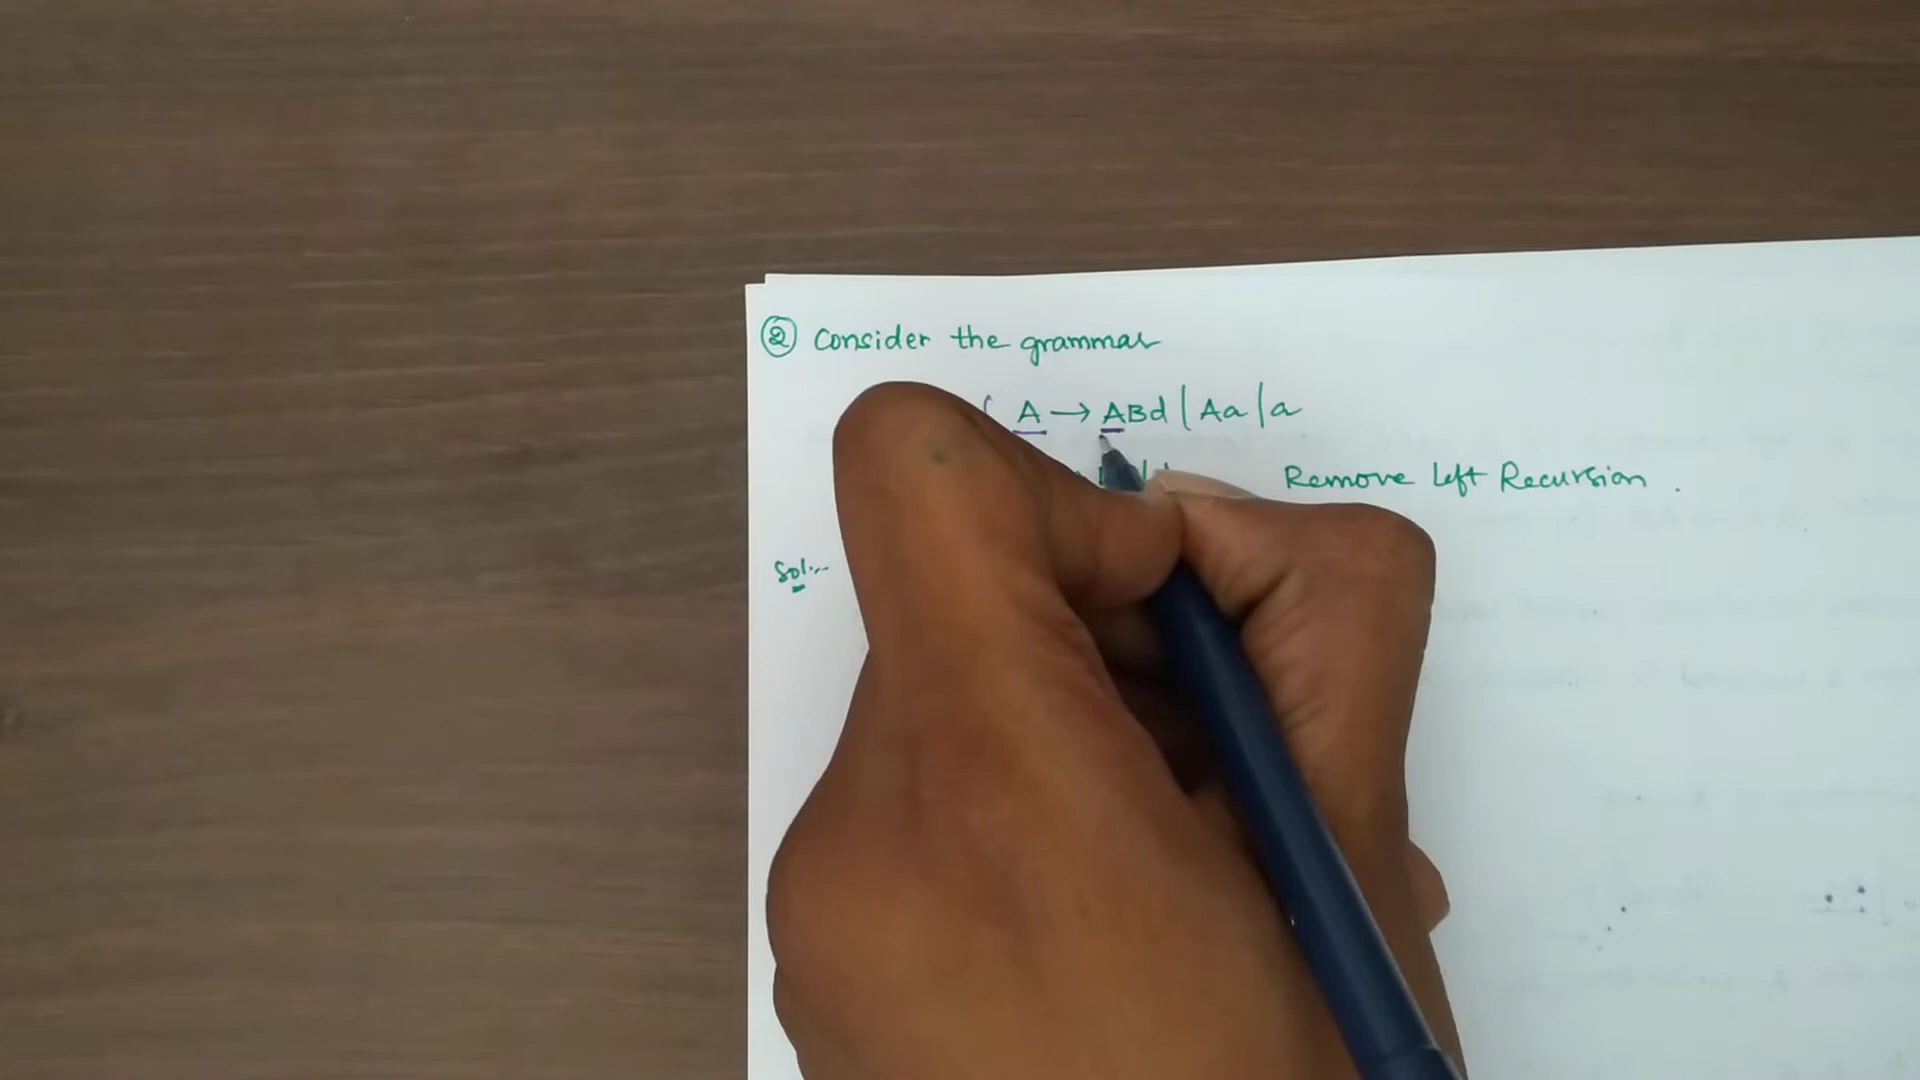 ② Consider the grammar
A → ABd | Aa | a
Remove left Recursion .
Sol:-